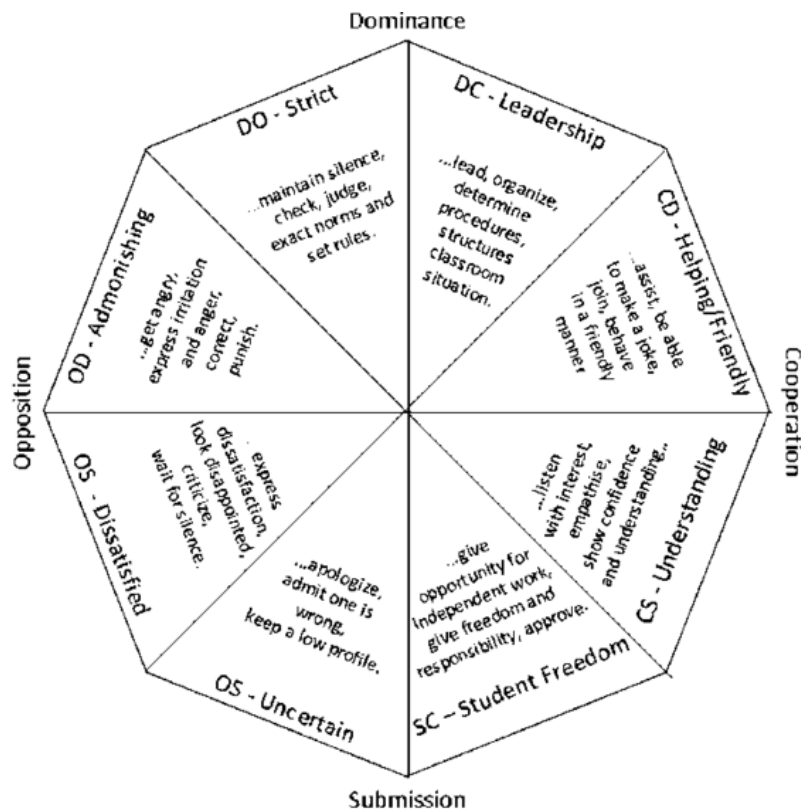 Dominance
DO - Strict
...maintain silence,
check, judge,
exact norms and
set rules.
DC - Leadership
...lead, organize,
determine
procedures,
structures
classroom
situation.
CD - Helping/Friendly
...assist, be able
to make a joke,
join, behave
in a friendly
manner
Cooperation
CS - Understanding
...listen
with interest,
empathise,
show confidence
and understanding...
SC – Student Freedom
...give
opportunity for
independent work,
give freedom and
responsibility, approve.
Submission
OS - Uncertain
...apologize,
admit one is
wrong,
keep a low profile.
OS - Dissatisfied
... express
dissatisfaction,
look disappointed,
criticize,
wait for silence.
Opposition
OD - Admonishing
...get angry,
express irritation
and anger,
correct,
punish.